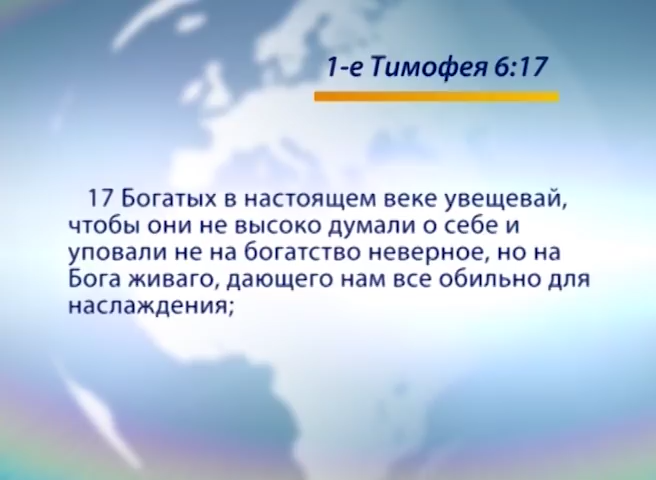 1-е Тимофея 6:17
17 Богатых в настоящем веке увещевай,
чтобы они не высоко думали о себе и
уповали не на богатство неверное, но на
Бога живаго, дающего нам все обильно для
наслаждения;